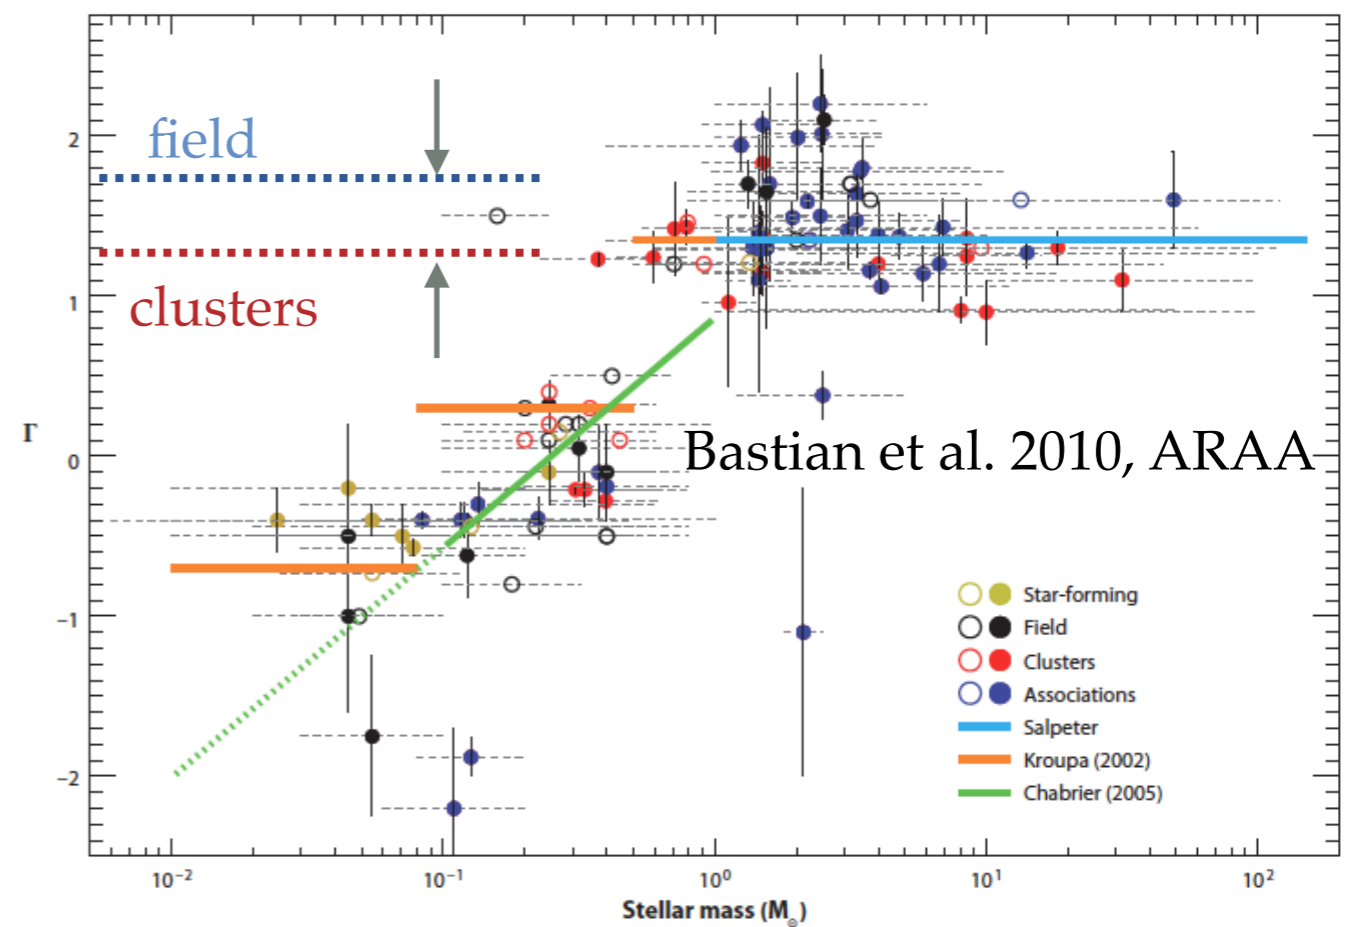 field
clusters
Bastian et al. 2010, ARAA
Γ
2
1
0
−1
−2
Star-forming
Field
Clusters
Associations
Salpeter
Kroupa (2002)
Chabrier (2005)
10⁻² 10⁻¹ 10⁰ 10¹ 10²
Stellar mass (M⊙)